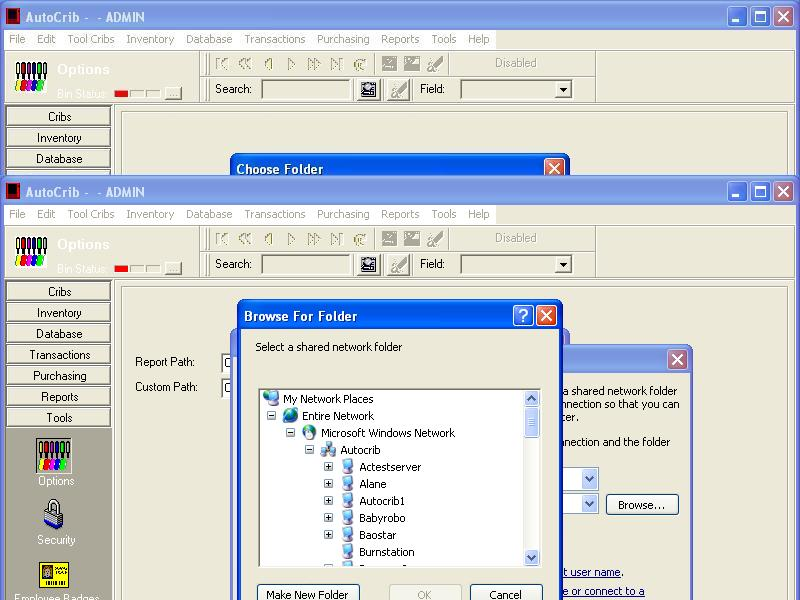 AutoCrib - - ADMIN
File Edit Tool Cribs Inventory Database Transactions Purchasing Reports Tools Help
Options
Disabled
Bin Status: ...
Search: Field:
Cribs
Inventory
Database
Choose Folder
AutoCrib - - ADMIN
File Edit Tool Cribs Inventory Database Transactions Purchasing Reports Tools Help
Options
Disabled
Bin Status: ...
Search: Field:
Cribs
Inventory
Database
Transactions
Purchasing
Reports
Tools
Options
Security
Employee Badges
Report Path:
Custom Path:
Browse For Folder
Select a shared network folder
My Network Places
Entire Network
Microsoft Windows Network
Autocrib
Actestserver
Alane
Autocrib1
Babyrobo
Baostar
Burnstation
Make New Folder OK Cancel
a shared network folder
nnection so that you can
cer.
nnection and the folder
Browse...
t user name.
e or connect to a